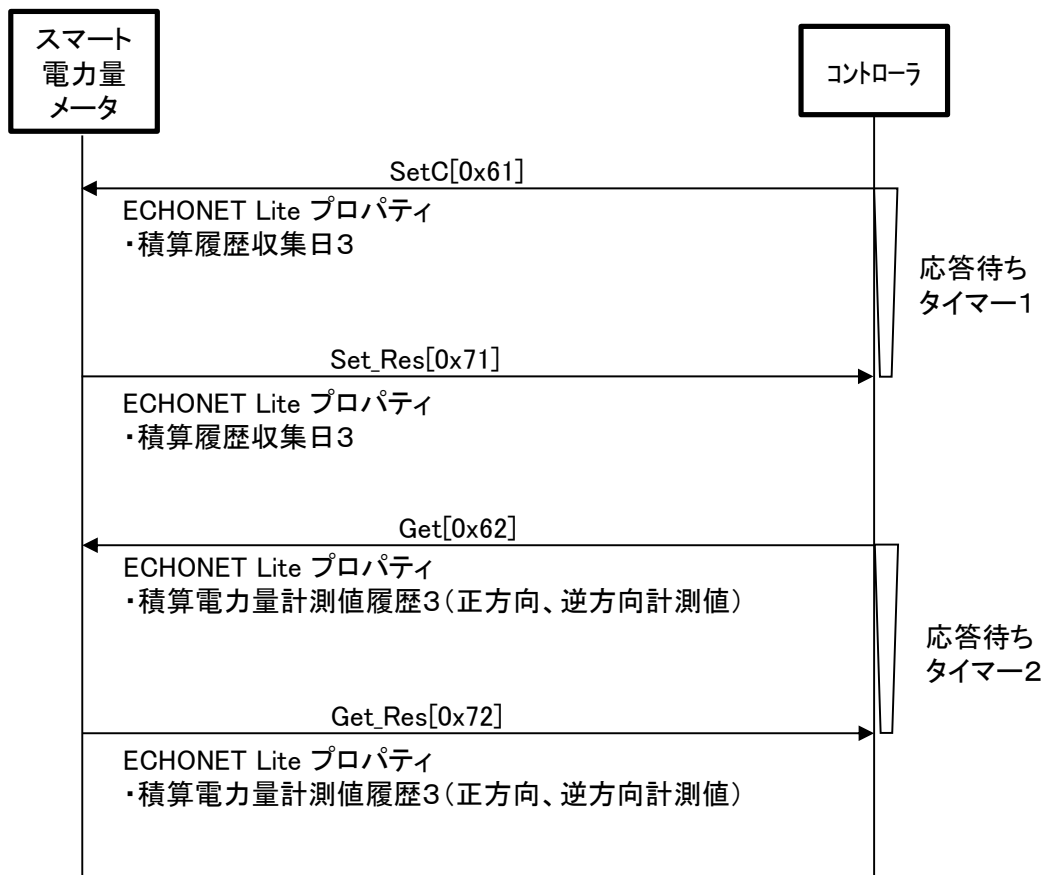 スマート
電力量
メータ
コントローラ
SetC[0x61]
ECHONET Lite プロパティ
・積算履歴収集日3
応答待ち
タイマー1
Set_Res[0x71]
ECHONET Lite プロパティ
・積算履歴収集日3
Get[0x62]
ECHONET Lite プロパティ
・積算電力量計測値履歴3(正方向、逆方向計測値)
応答待ち
タイマー2
Get_Res[0x72]
ECHONET Lite プロパティ
・積算電力量計測値履歴3(正方向、逆方向計測値)